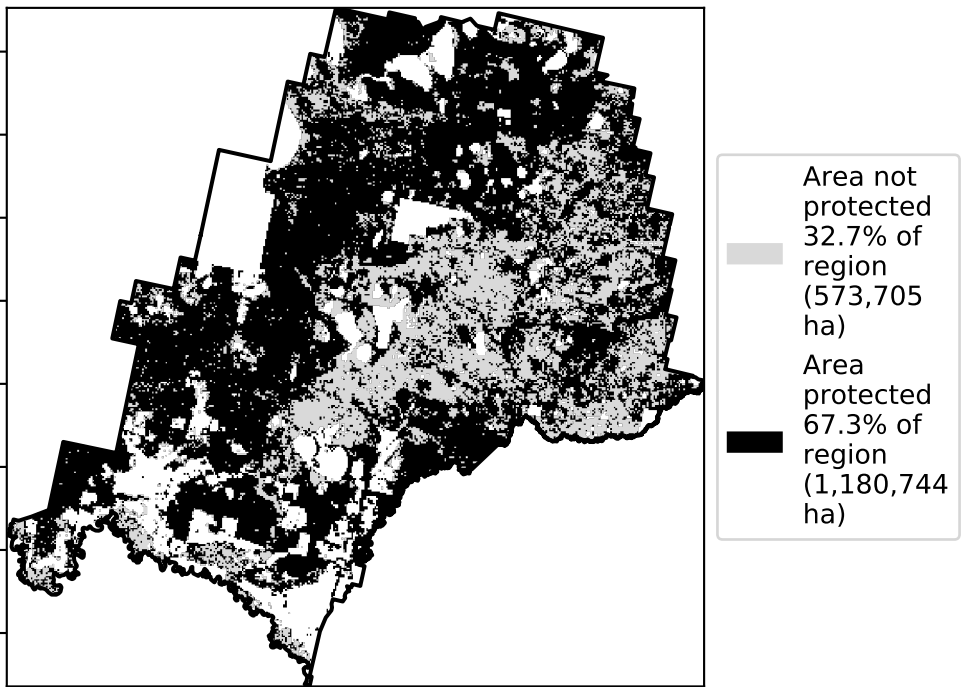 Area not
protected
32.7% of
region
(573,705
ha)
Area
protected
67.3% of
region
(1,180,744
ha)